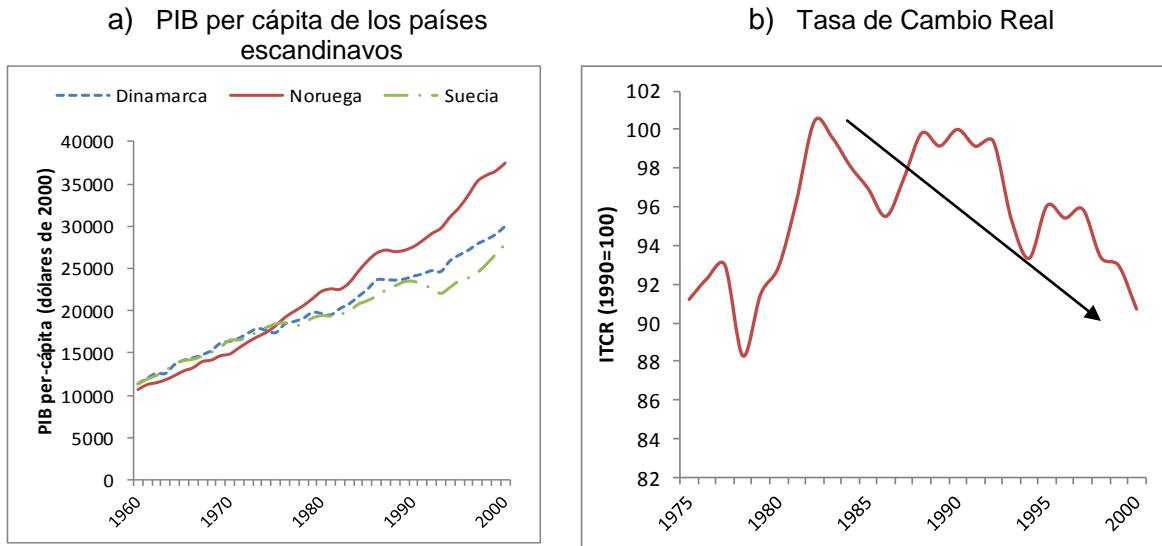 a) PIB per cápita de los países
escandinavos
Dinamarca Noruega Suecia
PIB per-cápita (dólares de 2000)
40000
35000
30000
25000
20000
15000
10000
5000
0
1960 1970 1980 1990 2000
b) Tasa de Cambio Real
ITCR (1990=100)
102
100
98
96
94
92
90
88
86
84
82
1975 1980 1985 1990 1995 2000